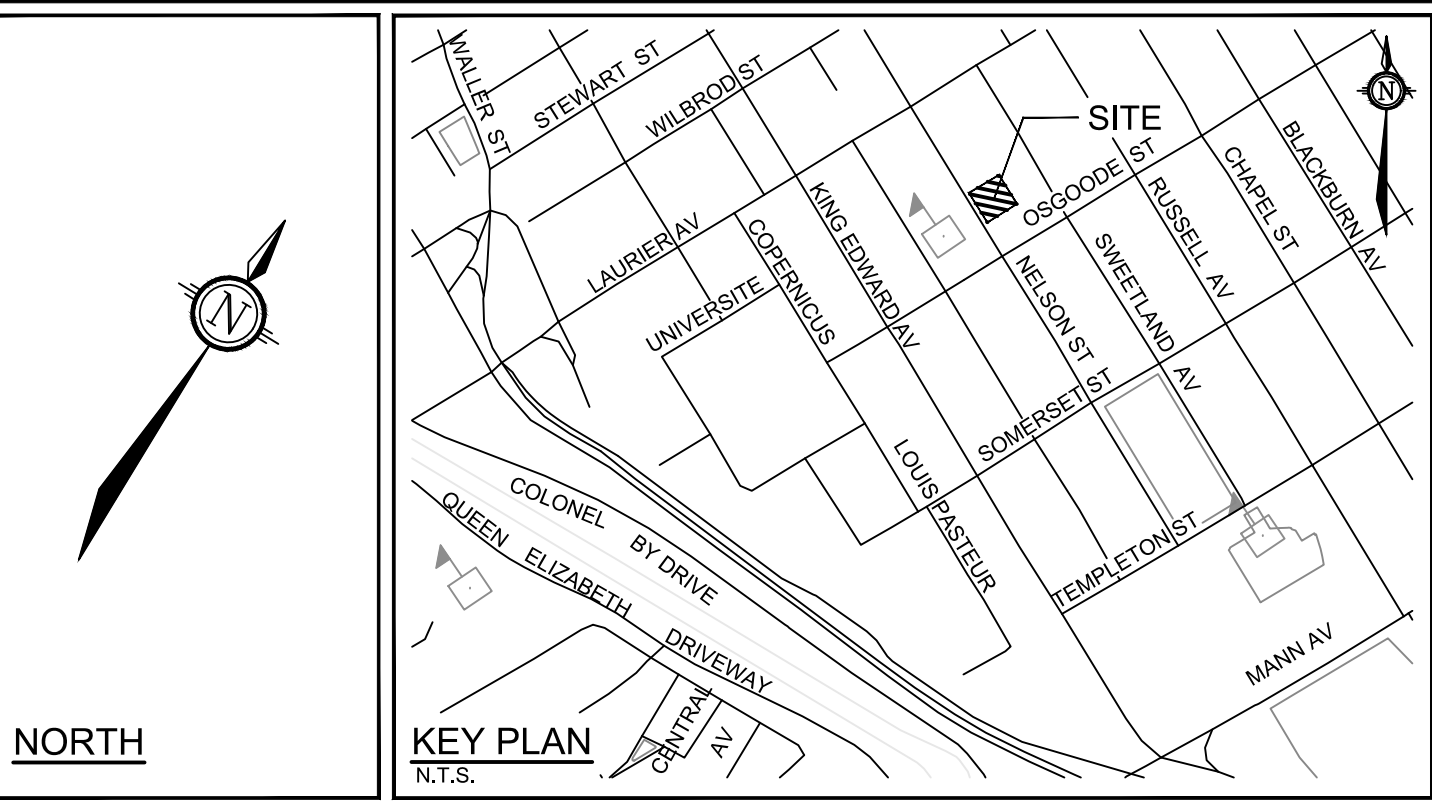 N
NORTH
WALLER ST
STEWART ST
WILBROD ST
SITE
N
OSGOODE ST
BLACKBURN AV
CHAPEL ST
RUSSELL AV
LAURIER AV
KING EDWARD AV
COPERNICUS
SWEETLAND AV
NELSON ST
UNIVERSITE
SOMERSET ST
LOUIS PASTEUR
COLONEL BY DRIVE
QUEEN ELIZABETH DRIVEWAY
TEMPLETON ST
MANN AV
CENTRAL AV
KEY PLAN
N.T.S.